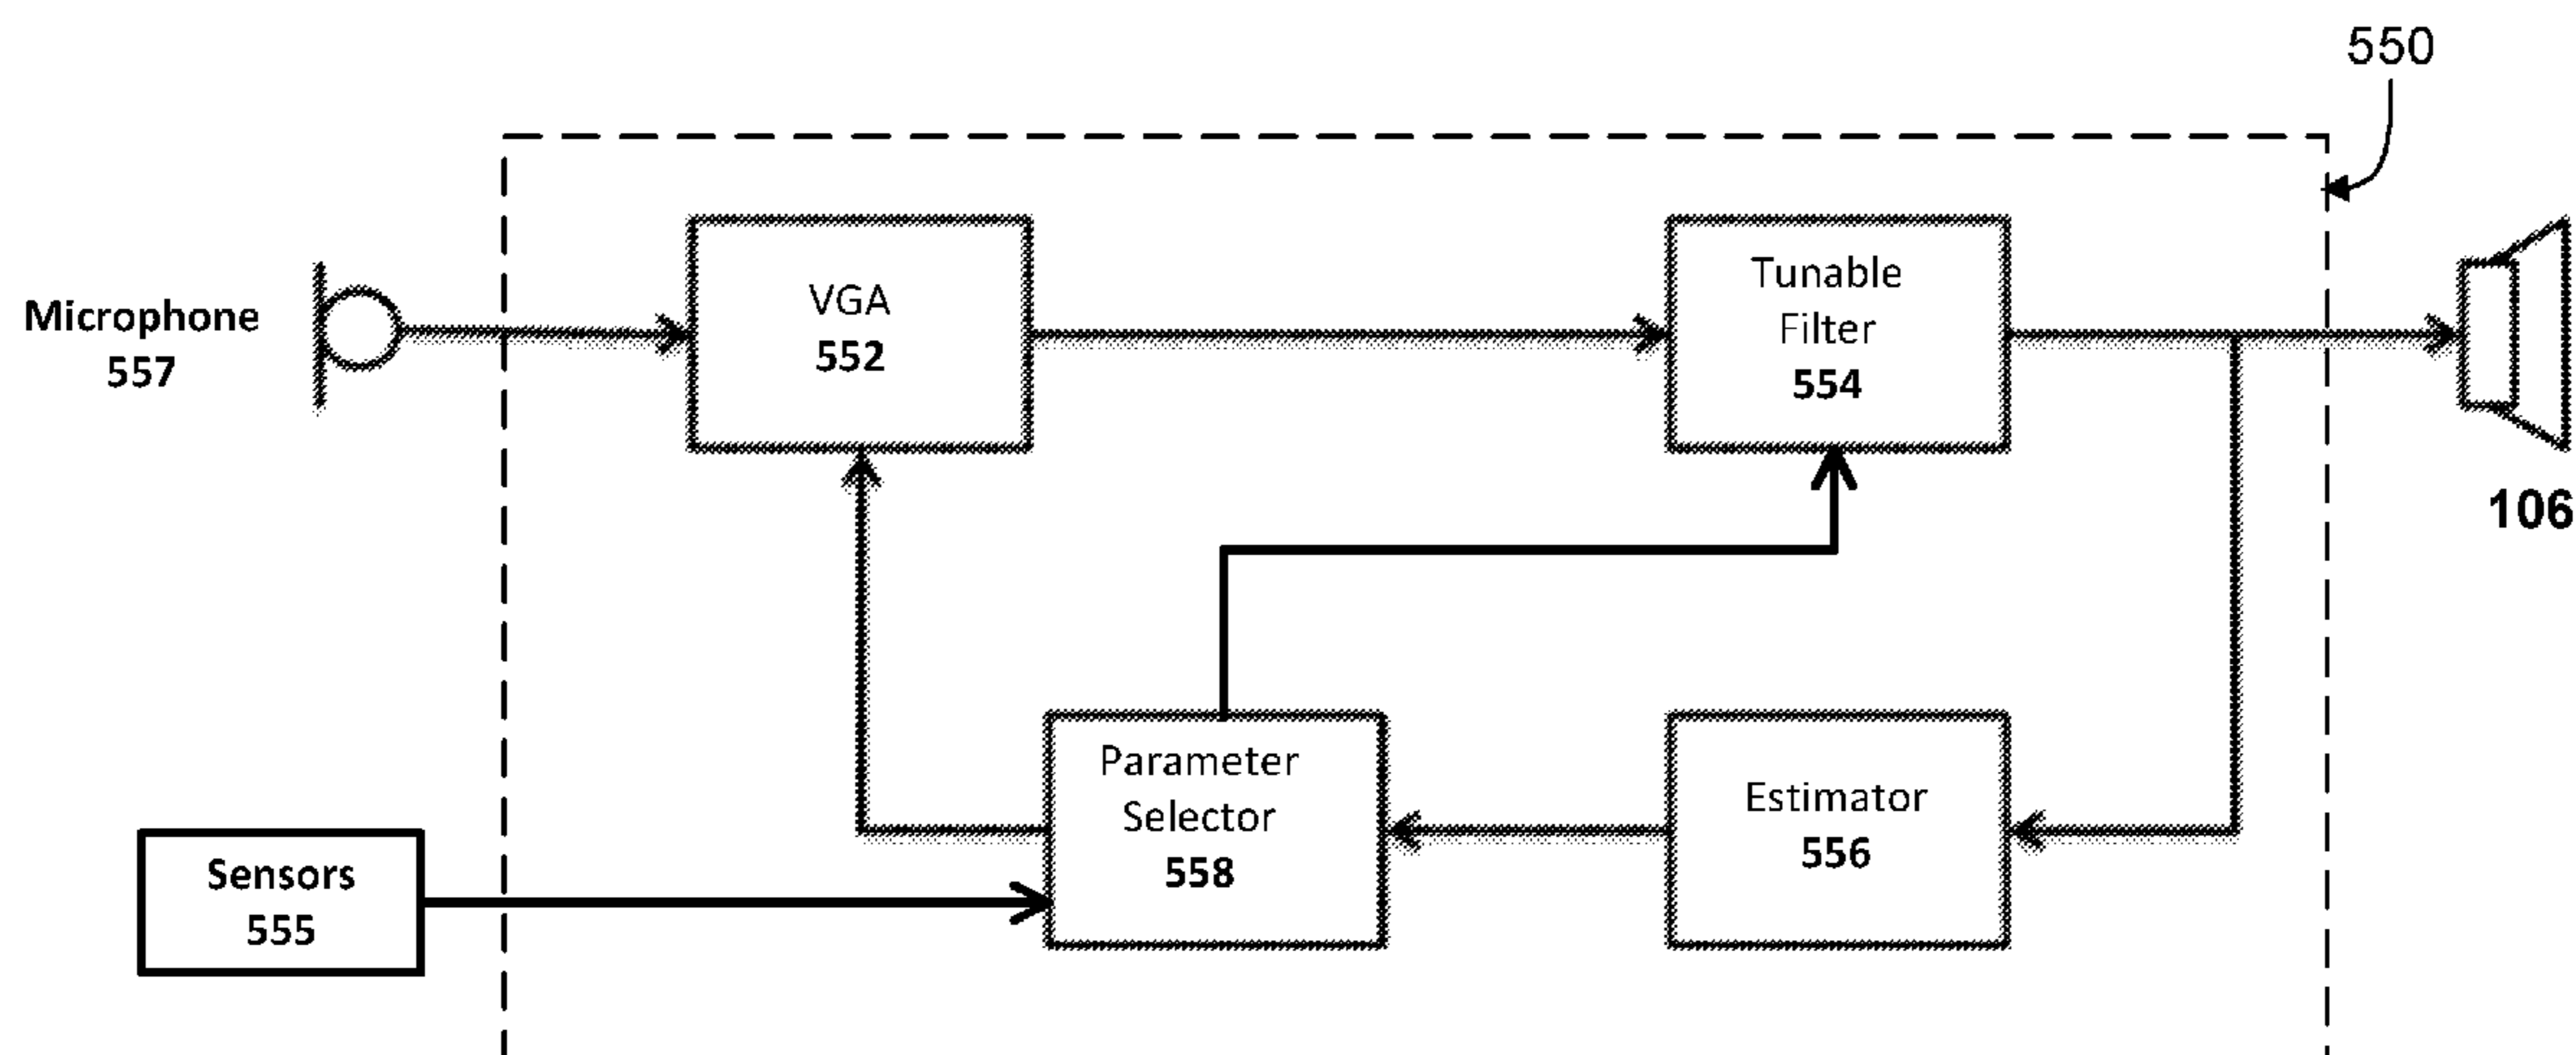 550
VGA
552
Tunable
Filter
554
Microphone
557
106
Parameter
Selector
558
Estimator
556
Sensors
555